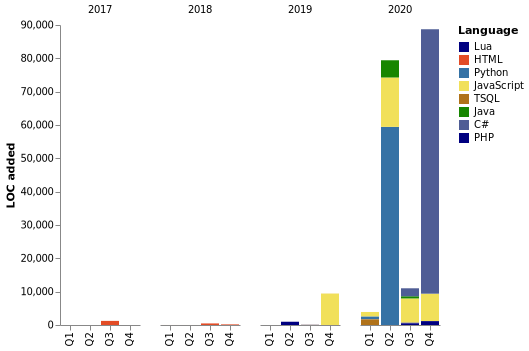 2017 2018 2019 2020
Language
Lua
HTML
Python
JavaScript
TSQL
Java
C#
PHP
LOC added
90,000
80,000
70,000
60,000
50,000
40,000
30,000
20,000
10,000
0
Q1 Q2 Q3 Q4 Q1 Q2 Q3 Q4 Q1 Q2 Q3 Q4 Q1 Q2 Q3 Q4